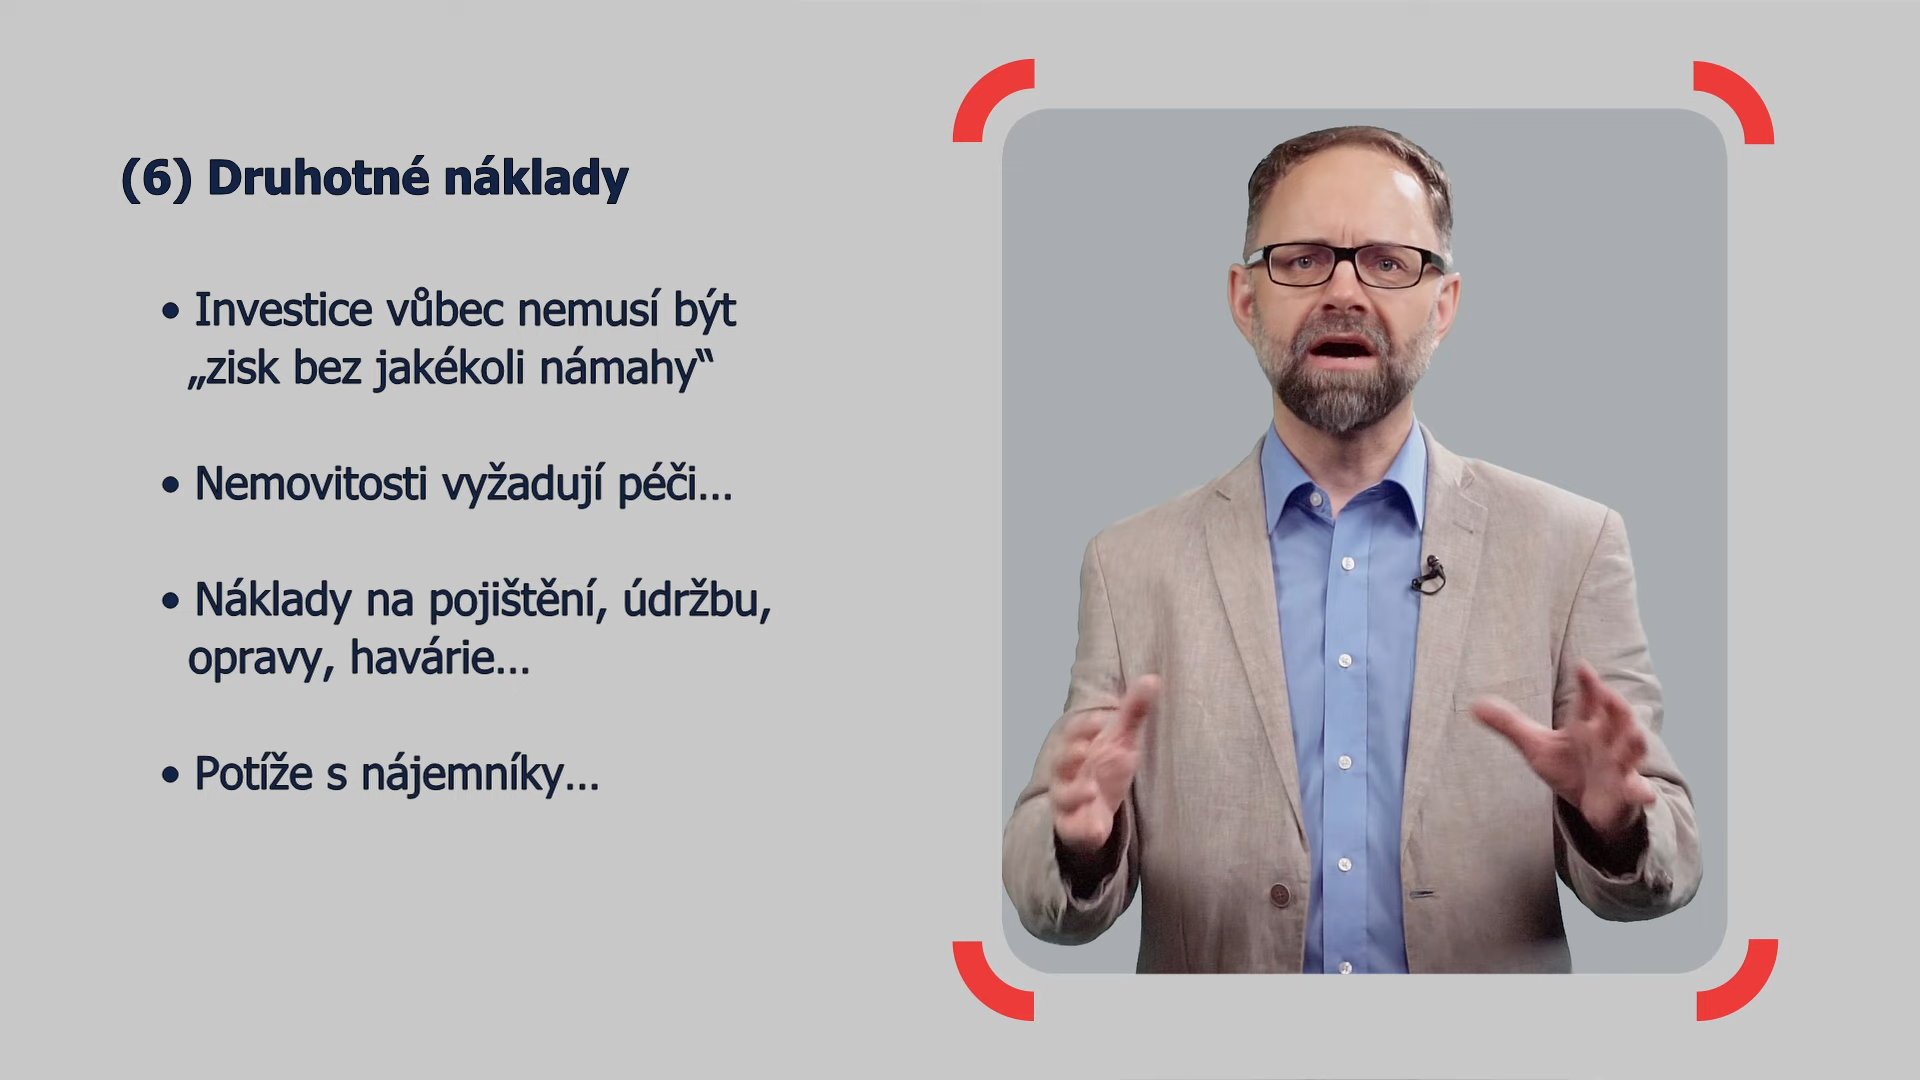 (6) Druhotné náklady
• Investice vůbec nemusí být
„zisk bez jakékoli námahy“
• Nemovitosti vyžadují péči...
• Náklady na pojištění, údržbu,
opravy, havárie...
• Potíže s nájemníky...